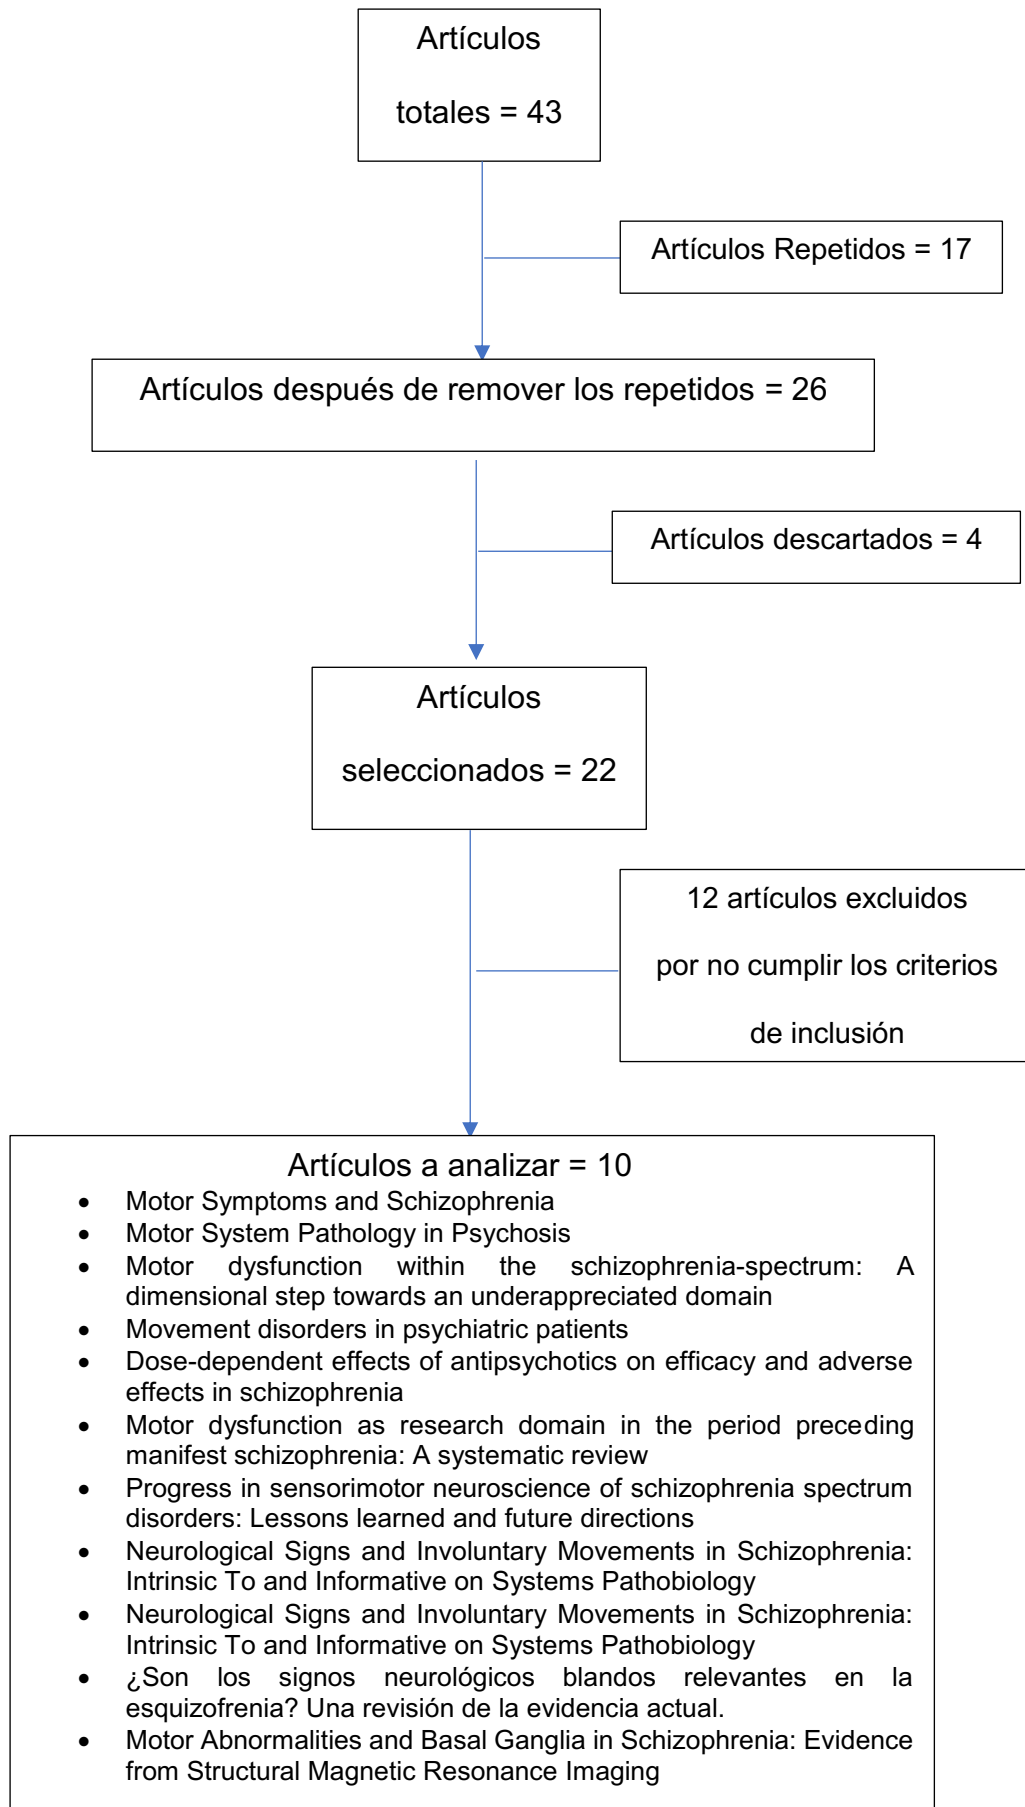 Artículos
totales = 43
Artículos Repetidos = 17
Artículos después de remover los repetidos = 26
Artículos descartados = 4
Artículos
seleccionados = 22
12 artículos excluidos
por no cumplir los criterios
de inclusión
Artículos a analizar = 10
• Motor Symptoms and Schizophrenia
• Motor System Pathology in Psychosis
• Motor dysfunction within the schizophrenia-spectrum: A
dimensional step towards an underappreciated domain
• Movement disorders in psychiatric patients
• Dose-dependent effects of antipsychotics on efficacy and adverse
effects in schizophrenia
• Motor dysfunction as research domain in the period preceding
manifest schizophrenia: A systematic review
• Progress in sensorimotor neuroscience of schizophrenia spectrum
disorders: Lessons learned and future directions
• Neurological Signs and Involuntary Movements in Schizophrenia:
Intrinsic To and Informative on Systems Pathobiology
• Neurological Signs and Involuntary Movements in Schizophrenia:
Intrinsic To and Informative on Systems Pathobiology
• ¿Son los signos neurológicos blandos relevantes en la
esquizofrenia? Una revisión de la evidencia actual.
• Motor Abnormalities and Basal Ganglia in Schizophrenia: Evidence
from Structural Magnetic Resonance Imaging